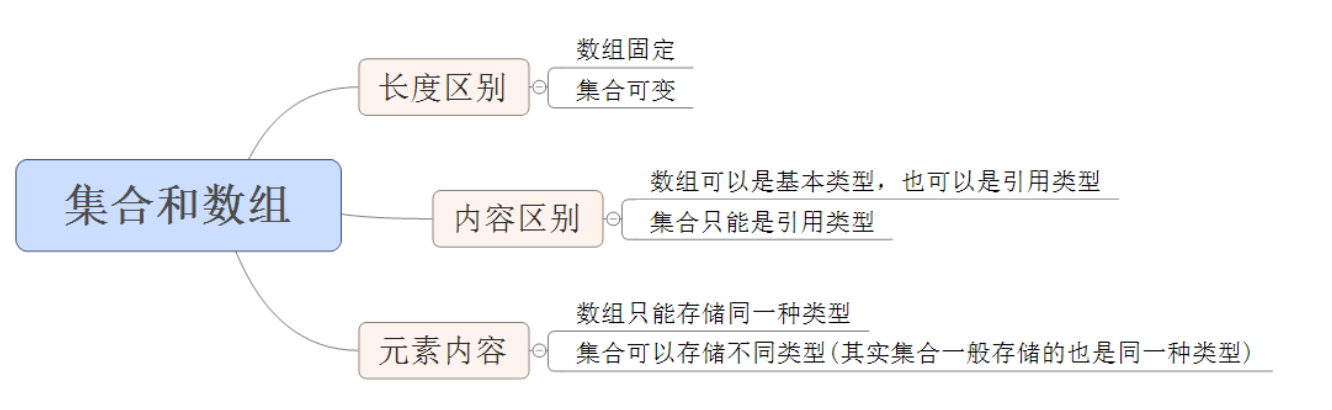 集合和数组
长度区别
数组固定
集合可变
内容区别
数组可以是基本类型，也可以是引用类型
集合只能是引用类型
元素内容
数组只能存储同一种类型
集合可以存储不同类型(其实集合一般存储的也是同一种类型)